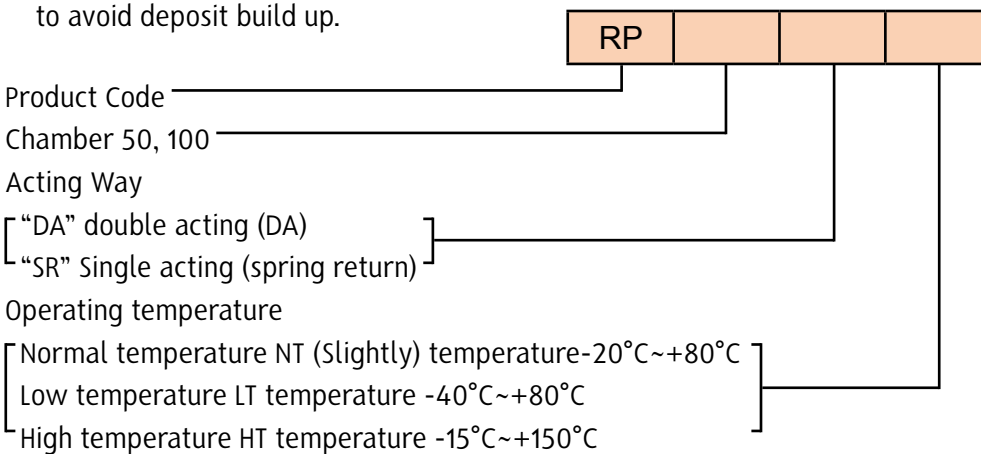 to avoid deposit build up.
RP
Product Code
Chamber 50, 100
Acting Way
“DA” double acting (DA)
“SR” Single acting (spring return)
Operating temperature
Normal temperature NT (Slightly) temperature-20°C~+80°C
Low temperature LT temperature -40°C~+80°C
High temperature HT temperature -15°C~+150°C